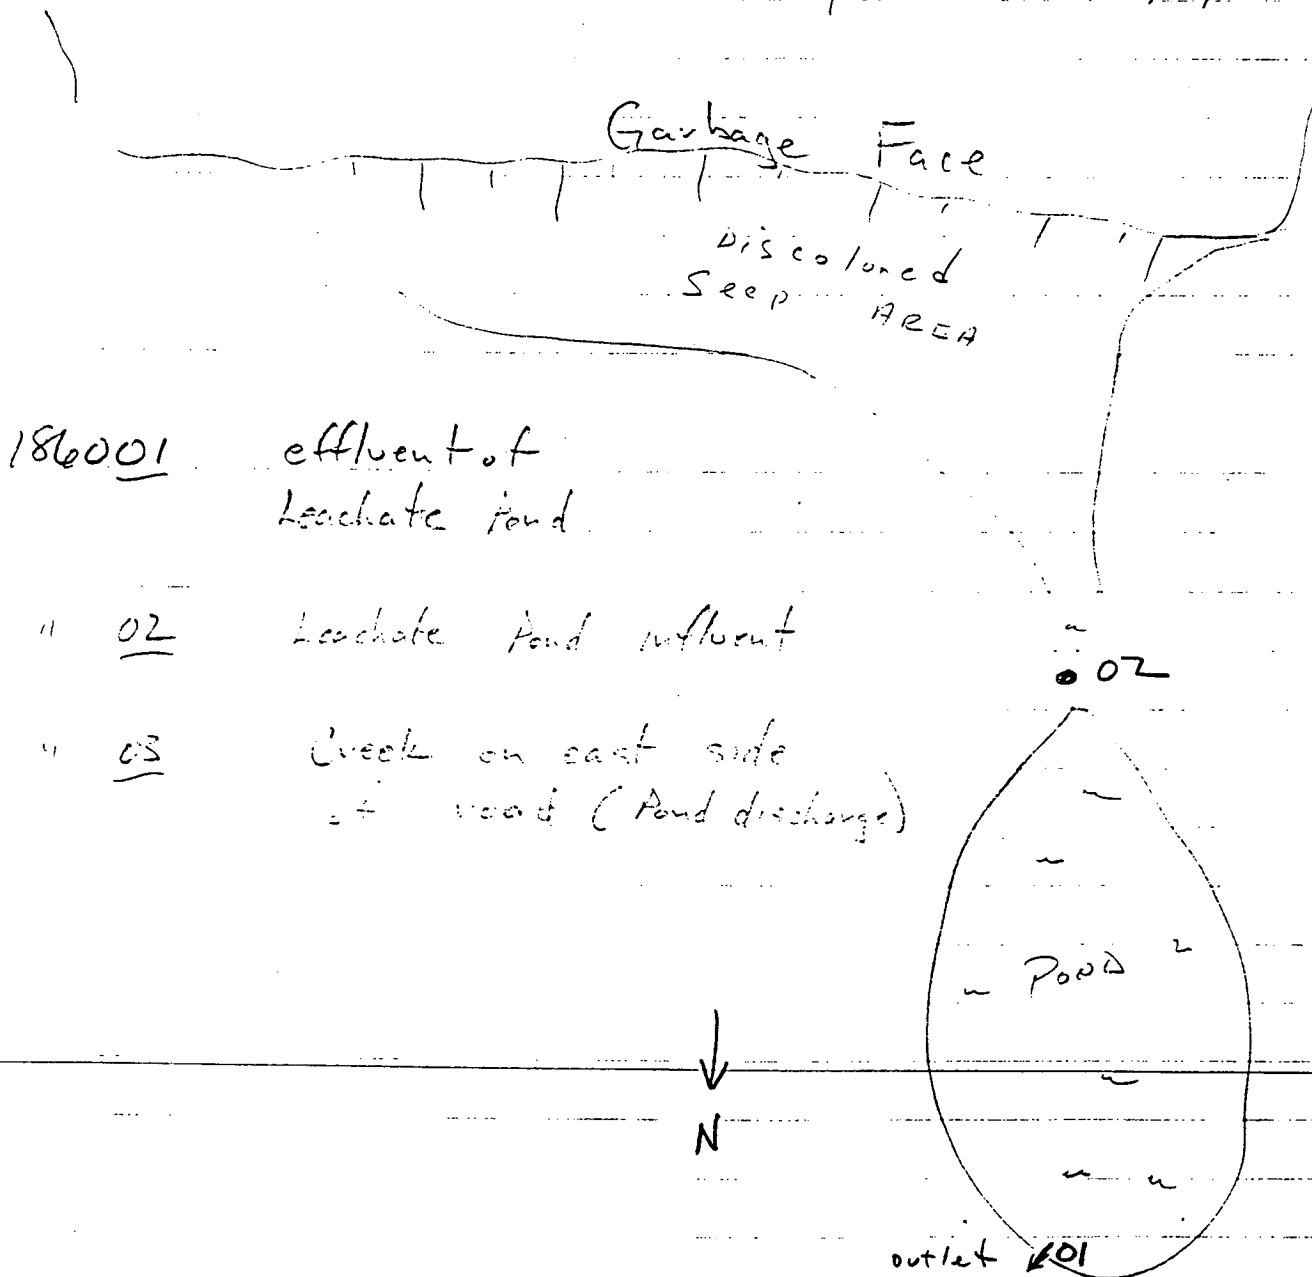 Garbage Face
Discolored
Seep AREA
186001 effluent of
Leachate Pond
" 02 Leachate Pond influent
• 02
" 03 Creek on east side
of road (Pond discharge)
POND
N
outlet 01